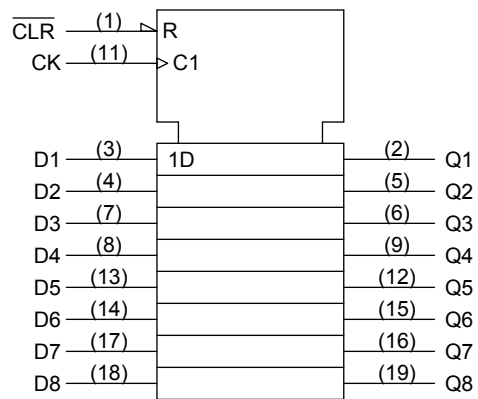 C̅L̅R̅ (1) R
CK (11) C1
D1 (3) 1D (2) Q1
D2 (4) (5) Q2
D3 (7) (6) Q3
D4 (8) (9) Q4
D5 (13) (12) Q5
D6 (14) (15) Q6
D7 (17) (16) Q7
D8 (18) (19) Q8